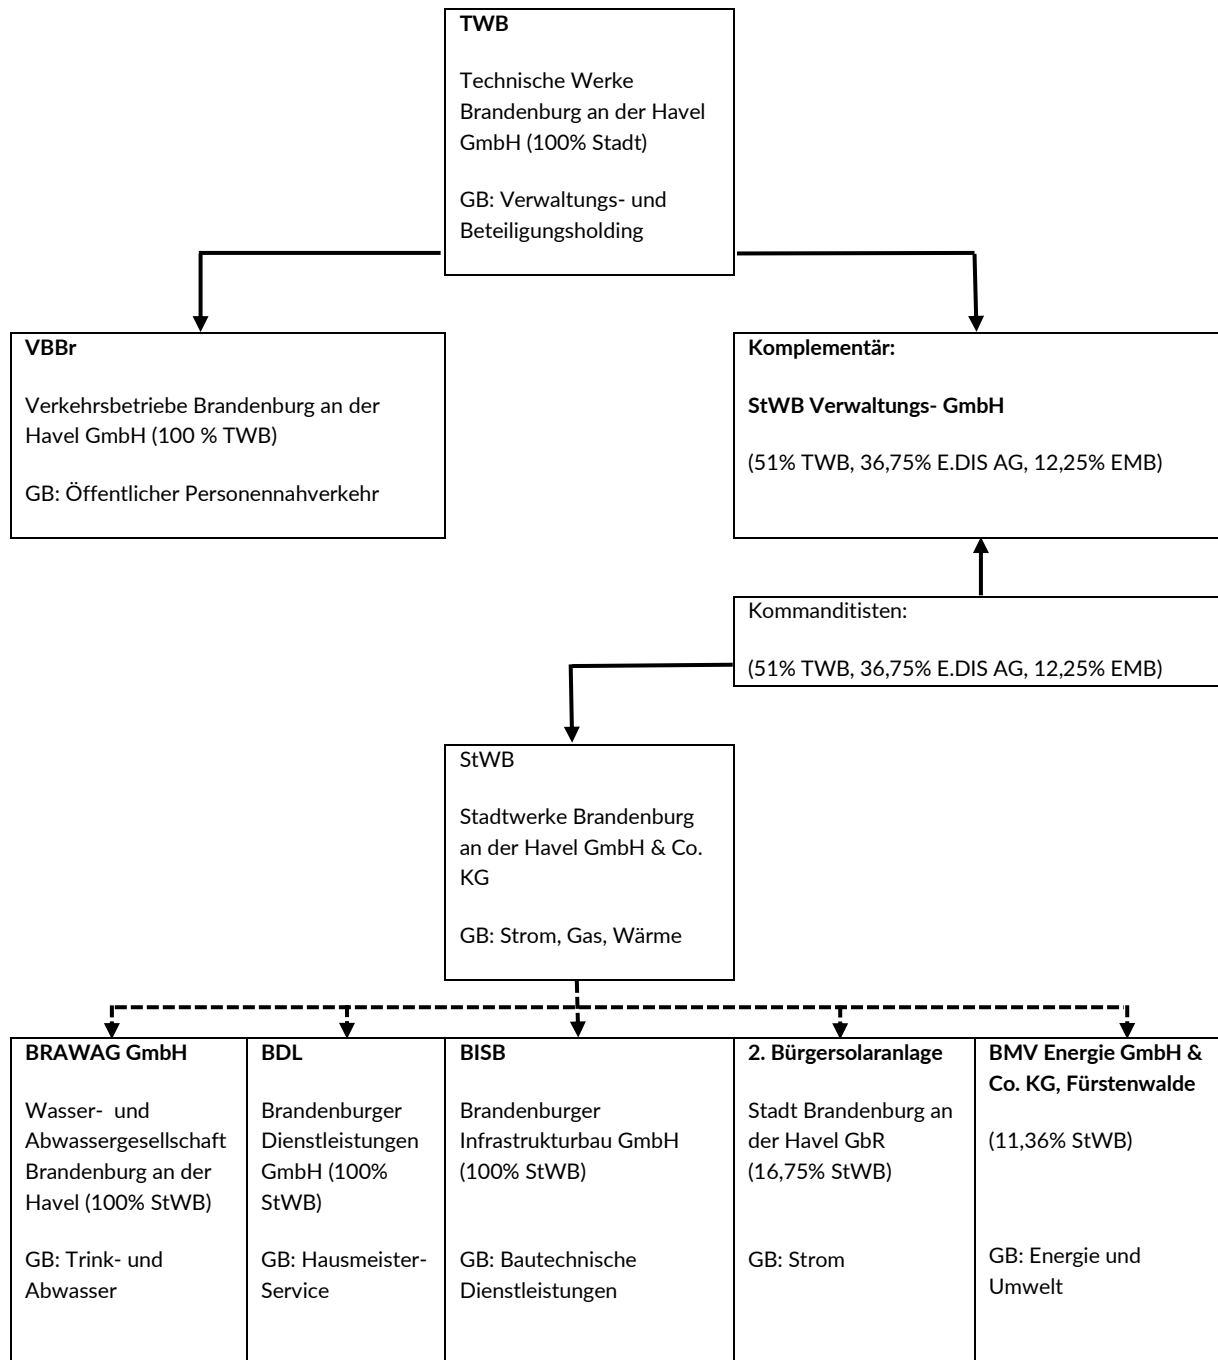 TWB
Technische Werke
Brandenburg an der Havel
GmbH (100% Stadt)
GB: Verwaltungs- und
Beteiligungsholding
VBBr
Verkehrsbetriebe Brandenburg an der
Havel GmbH (100 % TWB)
GB: Öffentlicher Personennahverkehr
Komplementär:
StWB Verwaltungs- GmbH
(51% TWB, 36,75% E.DIS AG, 12,25% EMB)
Kommanditisten:
(51% TWB, 36,75% E.DIS AG, 12,25% EMB)
StWB
Stadtwerke Brandenburg
an der Havel GmbH & Co.
KG
GB: Strom, Gas, Wärme
BRAWAG GmbH
Wasser- und
Abwassergesellschaft
Brandenburg an der
Havel (100% StWB)
GB: Trink- und
Abwasser
BDL
Brandenburger
Dienstleistungen
GmbH (100%
StWB)
GB: Hausmeister-
Service
BISB
Brandenburger
Infrastrukturbau GmbH
(100% StWB)
GB: Bautechnische
Dienstleistungen
2. Bürgersolaranlage
Stadt Brandenburg an
der Havel GbR
(16,75% StWB)
GB: Strom
BMV Energie GmbH &
Co. KG, Fürstenwalde
(11,36% StWB)
GB: Energie und
Umwelt